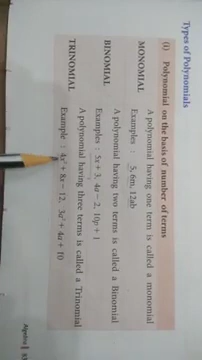 Types of Polynomials
(i) Polynomial on the basis of number of terms
MONOMIAL
A polynomial having one term is called a monomial
Examples : 5, 6m, 12ab
BINOMIAL
A polynomial having two terms is called a Binomial
Examples : 5x + 3, 4a − 2, 10p + 1
TRINOMIAL
A polynomial having three terms is called a Trinomial
Example : 4x² + 8x − 12, 3a² + 4a + 10
Algebra